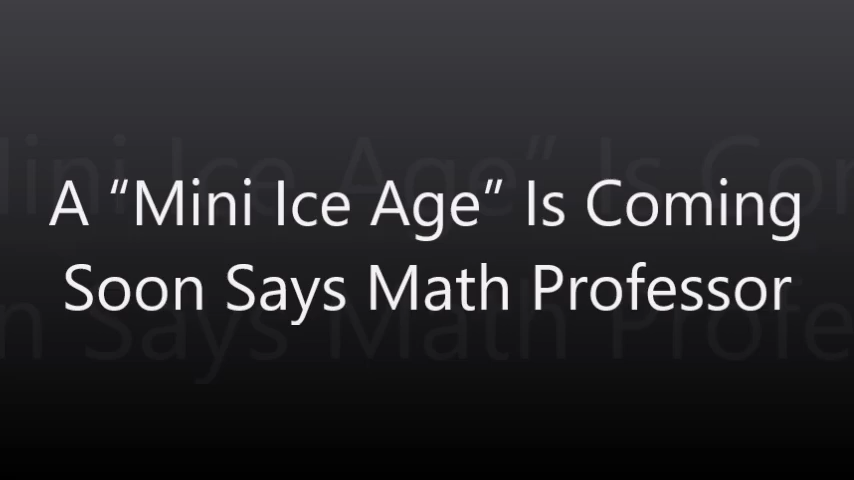 A “Mini Ice Age” Is Coming
Soon Says Math Professor